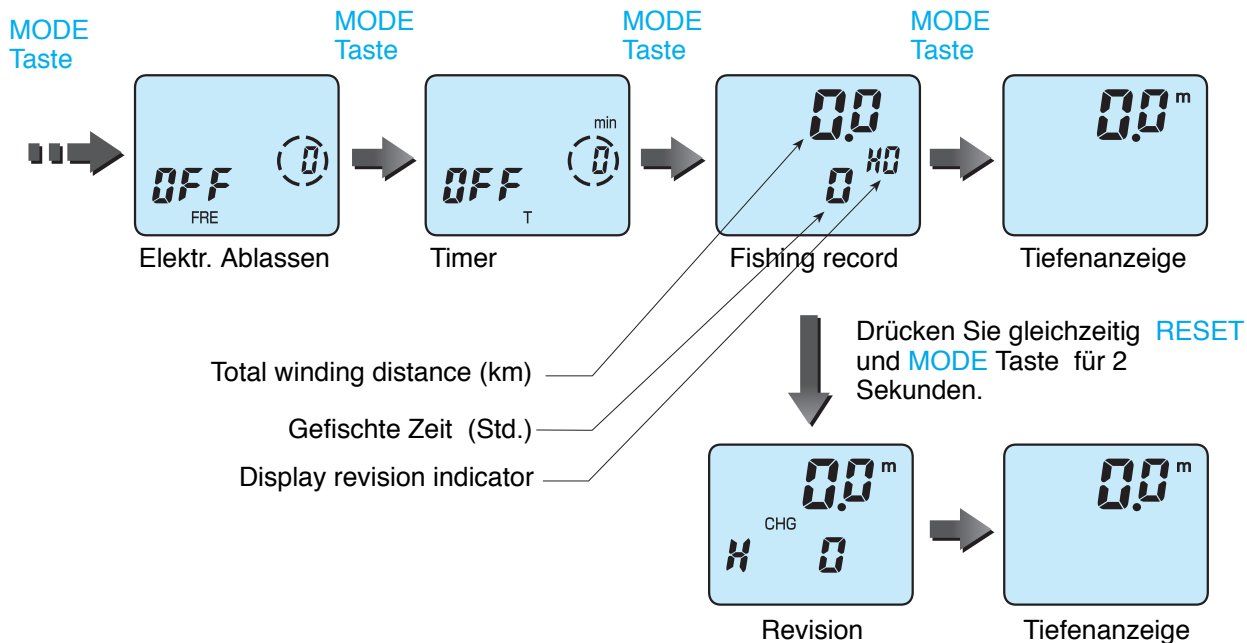 MODE
Taste
MODE
Taste
MODE
Taste
MODE
Taste
0
OFF
FRE
Elektr. Ablassen
min
0
OFF
T
Timer
0.0
H0
0
Fishing record
0.0 m
Tiefenanzeige
Total winding distance (km)
Gefischte Zeit (Std.)
Display revision indicator
Drücken Sie gleichzeitig RESET
und MODE Taste für 2
Sekunden.
0.0 m
CHG
H 0
Revision
0.0 m
Tiefenanzeige